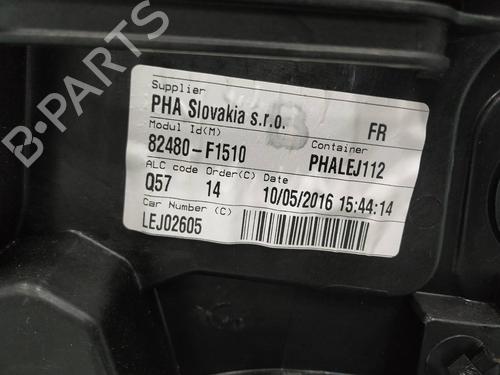 B-PARTS
Supplier
PHA Slovakia s.r.o. FR
Modul Id(M) Container
82480-F1510 PHALEJ112
ALC code Order(C) Date
Q57 14 10/05/2016 15:44:14
Car Number (C)
LEJ02605